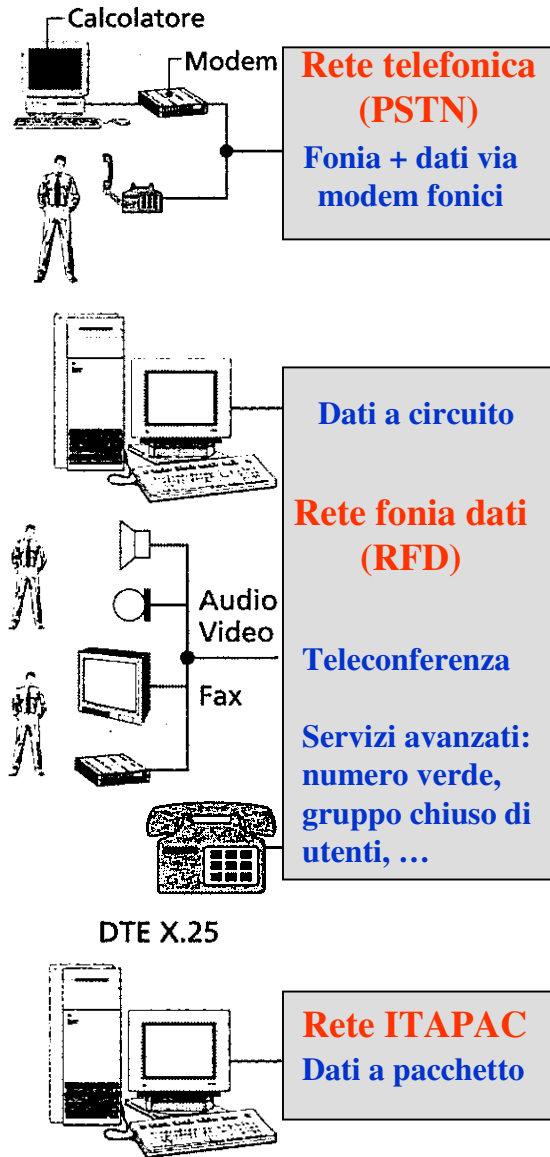 Calcolatore
Modem
Rete telefonica
(PSTN)
Fonia + dati via
modem fonici
Dati a circuito
Rete fonia dati
(RFD)
Audio
Video
Fax
Teleconferenza
Servizi avanzati:
numero verde,
gruppo chiuso di
utenti, …
DTE X.25
Rete ITAPAC
Dati a pacchetto